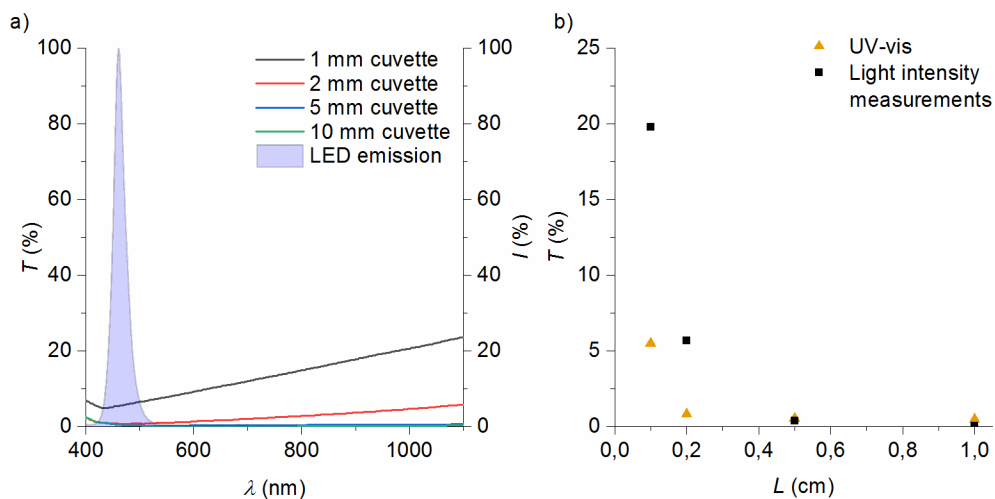 a)
100
80
60
40
20
0
T (%)
400
600
800
1000
λ (nm)
100
80
60
40
20
0
I (%)
1 mm cuvette
2 mm cuvette
5 mm cuvette
10 mm cuvette
LED emission
b)
25
20
15
10
5
0
T (%)
0,0
0,2
0,4
0,6
0,8
1,0
L (cm)
UV-vis
Light intensity
measurements